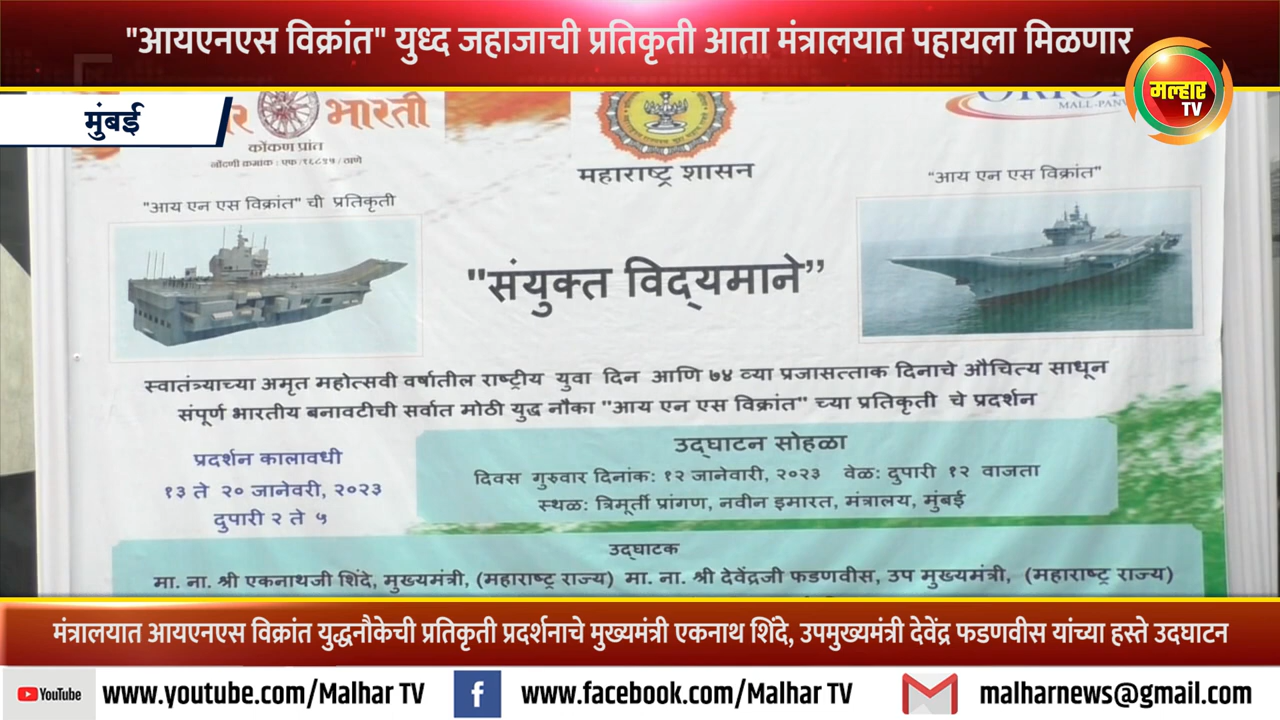 "आयएनएस विक्रांत" युध्द जहाजाची प्रतिकृती आता मंत्रालयात पहायला मिळणार
मल्हार
TV
मुंबई
भारती
कोंकण प्रांत
MALL-PANV
महाराष्ट्र शासन
"आय एन एस विक्रांत" ची प्रतिकृती
"आय एन एस विक्रांत"
"संयुक्त विद्यमाने”
स्वातंत्र्याच्या अमृत महोत्सवी वर्षातील राष्ट्रीय युवा दिन आणि ७४ व्या प्रजासत्ताक दिनाचे औचित्य साधून
संपूर्ण भारतीय बनावटीची सर्वात मोठी युद्ध नौका "आय एन एस विक्रांत" च्या प्रतिकृती चे प्रदर्शन
प्रदर्शन कालावधी
१३ ते २० जानेवरी, २०२३
दुपारी २ ते ५
उद्घाटन सोहळा
दिवस गुरुवार दिनांक: १२ जानेवारी, २०२३ वेळ: दुपारी १२ वाजता
स्थळ: त्रिमूर्ती प्रांगण, नवीन इमारत, मंत्रालय, मुंबई
उद्घाटक
मा. ना. श्री एकनाथजी शिंदे, मुख्यमंत्री, (महाराष्ट्र राज्य) मा. ना. श्री देवेंद्रजी फडणवीस, उप मुख्यमंत्री, (महाराष्ट्र राज्य)
मंत्रालयात आयएनएस विक्रांत युद्धनौकेची प्रतिकृती प्रदर्शनाचे मुख्यमंत्री एकनाथ शिंदे, उपमुख्यमंत्री देवेंद्र फडणवीस यांच्या हस्ते उदघाटन
YouTube www.youtube.com/Malhar TV f www.facebook.com/Malhar TV malharnews@gmail.com